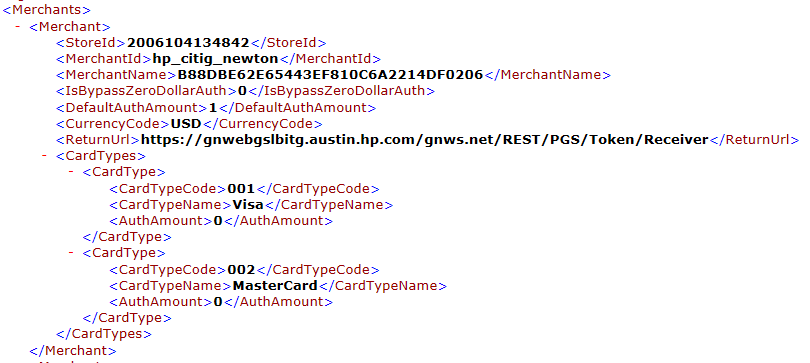 <Merchants>
- <Merchant>
<StoreId>2006104134842</StoreId>
<MerchantId>hp_citig_newton</MerchantId>
<MerchantName>B88DBE62E65443EF810C6A2214DF0206</MerchantName>
<IsBypassZeroDollarAuth>0</IsBypassZeroDollarAuth>
<DefaultAuthAmount>1</DefaultAuthAmount>
<CurrencyCode>USD</CurrencyCode>
<ReturnUrl>https://gnwebgslbitg.austin.hp.com/gnws.net/REST/PGS/Token/Receiver</ReturnUrl>
- <CardTypes>
- <CardType>
<CardTypeCode>001</CardTypeCode>
<CardTypeName>Visa</CardTypeName>
<AuthAmount>0</AuthAmount>
</CardType>
- <CardType>
<CardTypeCode>002</CardTypeCode>
<CardTypeName>MasterCard</CardTypeName>
<AuthAmount>0</AuthAmount>
</CardType>
</CardTypes>
</Merchant>